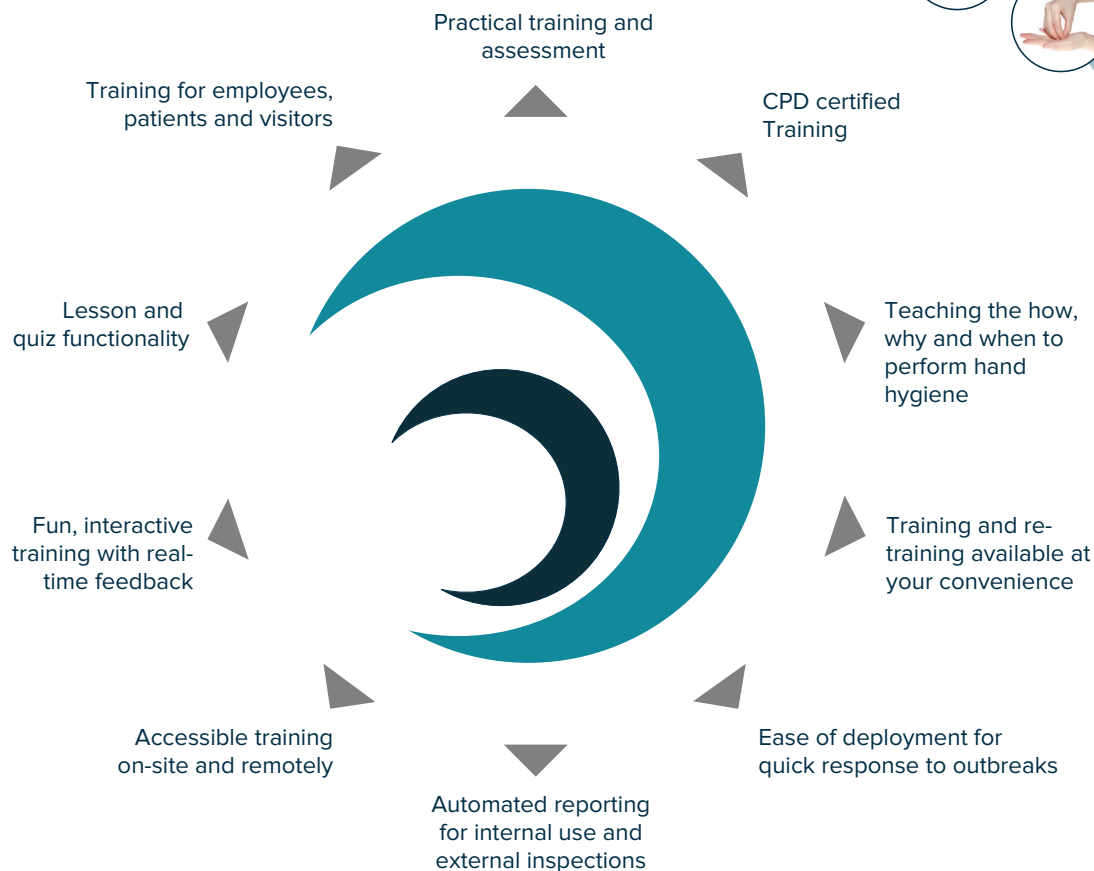 Practical training and
assessment
CPD certified
Training
Teaching the how,
why and when to
perform hand
hygiene
Training and re-
training available at
your convenience
Ease of deployment for
quick response to outbreaks
Automated reporting
for internal use and
external inspections
Accessible training
on-site and remotely
Fun, interactive
training with real-
time feedback
Lesson and
quiz functionality
Training for employees,
patients and visitors